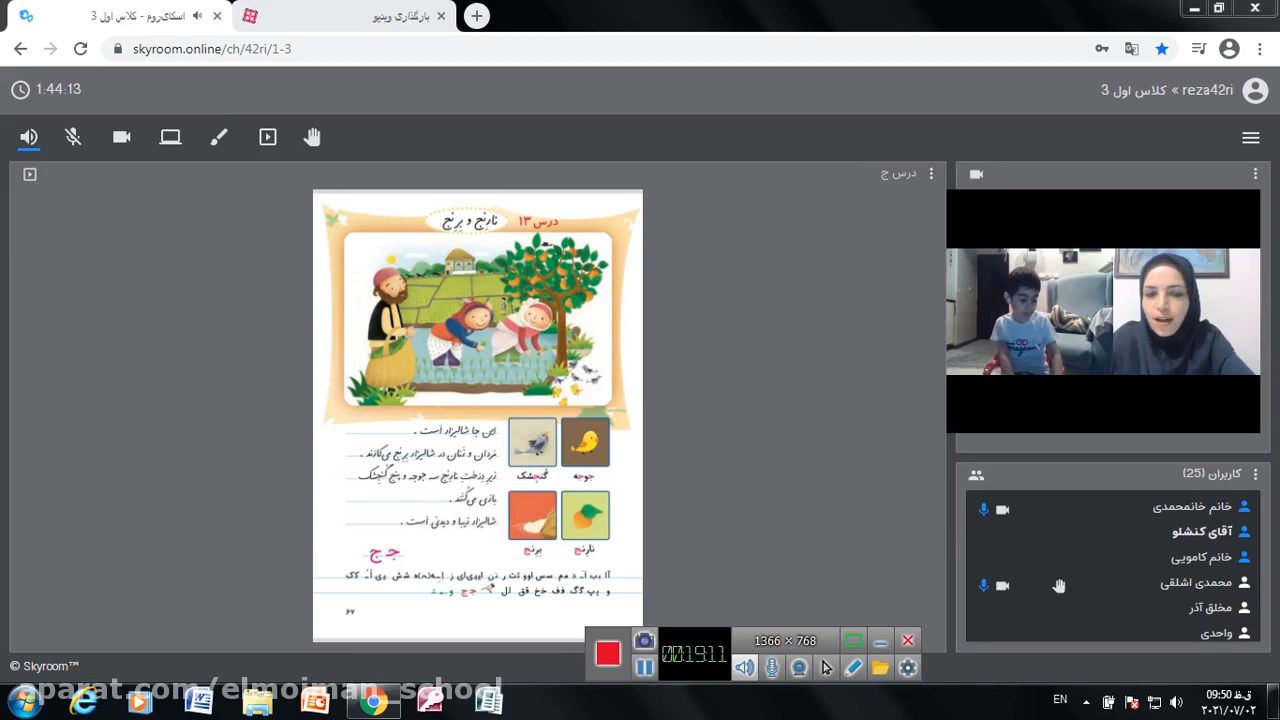 اسکای‌روم - کلاس اول 3
بارگذاری ویدیو
skyroom.online/ch/42ri/1-3
1:44:13
reza42ri » کلاس اول 3
درس ج
درس ۱۳
نارنج و برنج
این جا شالیزار است .
مردان و زنان در شالیزار برنج می‌کارند .
زیر درخت نارنج سه جوجه و پنج گنجشک
بازی می‌کنند .
شالیزار زیبا و دیدنی است .
جوجه
گنجشک
نارنج
برنج
جـ ج
۶۷
کاربران (25)
خانم خانمحمدی
آقای کنشلو
خانم کامویی
محمدی اشلقی
مخلق آذر
واحدی
1366 × 768
00:19:11
© Skyroom™
aparat.com/elmoiman_school
EN
09:50 ق.ظ
۲۰۲۱/۰۷/۰۲